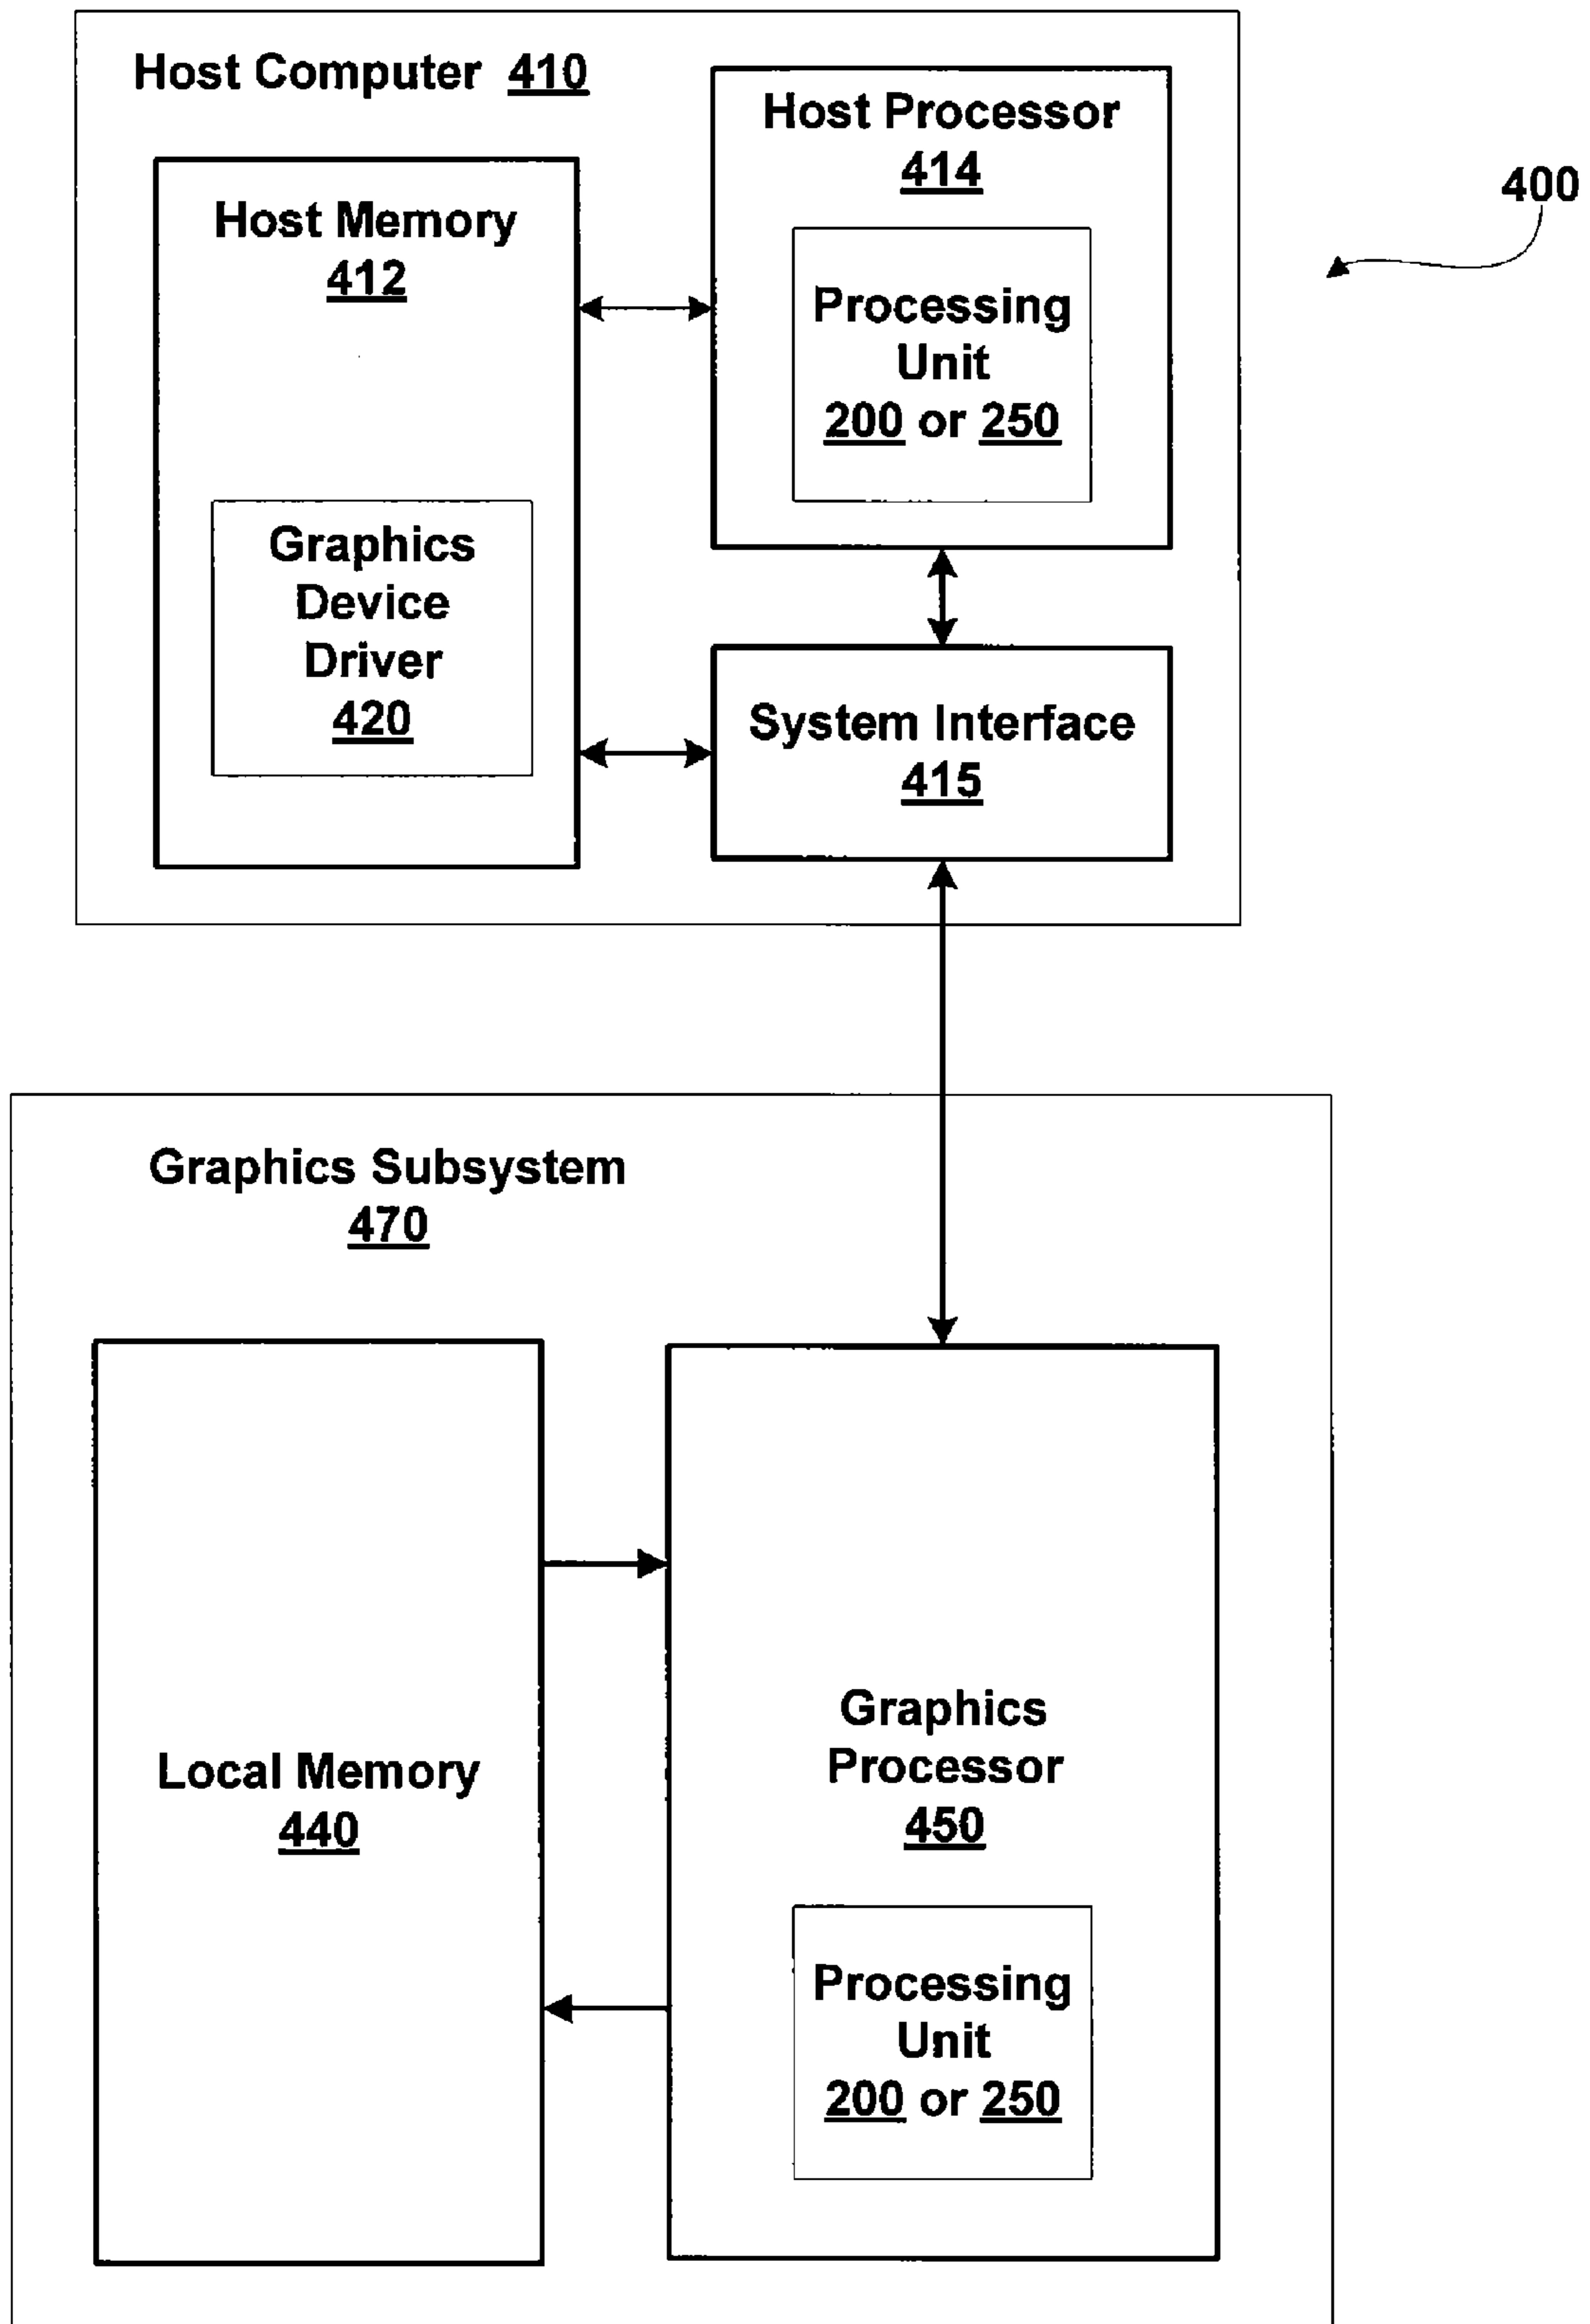 Host Computer 410
Host Processor
414
400
Host Memory
412
Processing
Unit
200 or 250
Graphics
Device
Driver
420
System Interface
415
Graphics Subsystem
470
Local Memory
440
Graphics
Processor
450
Processing
Unit
200 or 250